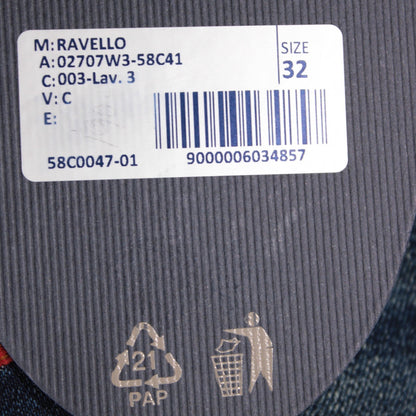 M:RAVELLO
A:02707W3-58C41
C:003-Lav. 3
V:C
E:
SIZE
32
58C0047-01
9000006034857
21
PAP